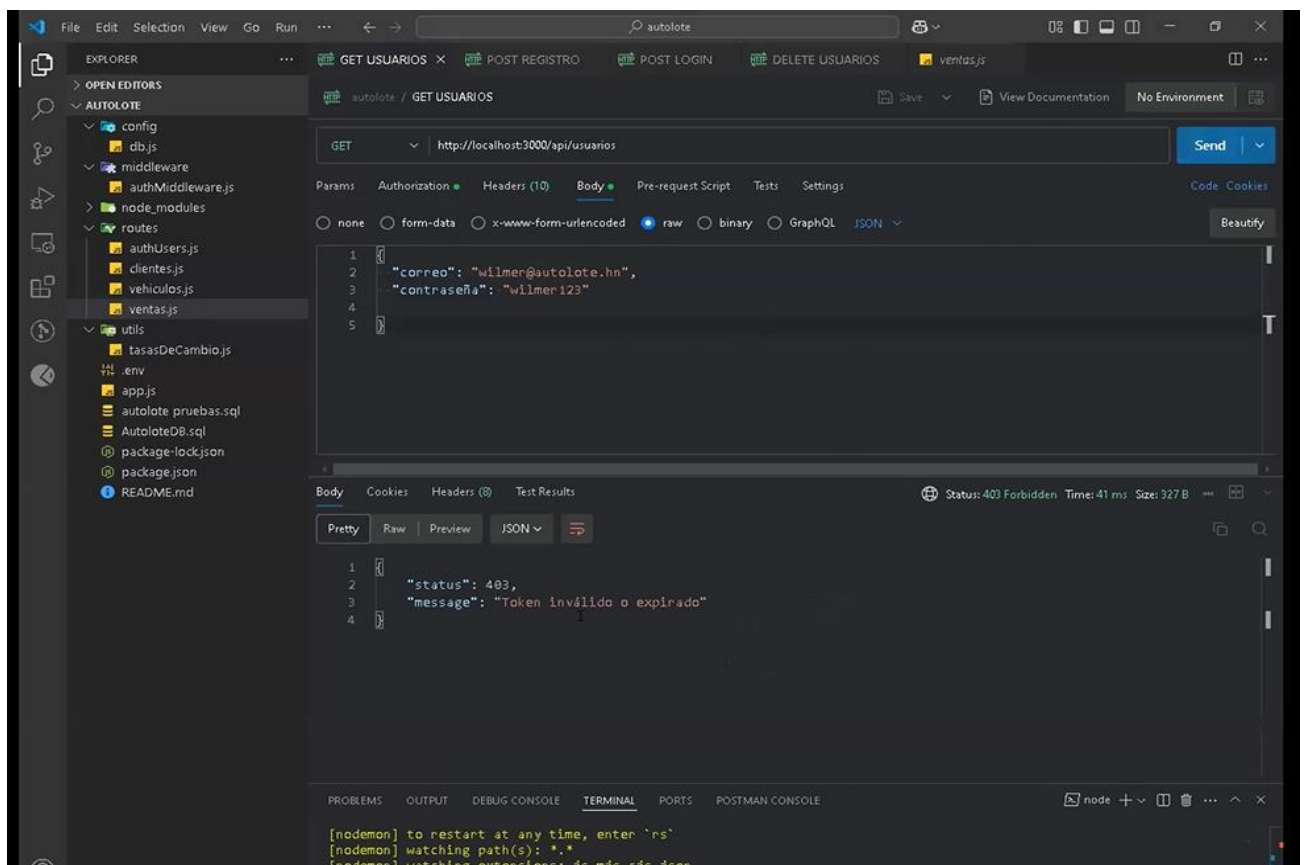 File Edit Selection View Go Run ... autolote
EXPLORER ...
OPEN EDITORS
AUTOLOTE
config
db.js
middleware
authMiddleware.js
node_modules
routes
authUsers.js
clientes.js
vehiculos.js
ventas.js
utils
tasasDeCambio.js
.env
app.js
autolote pruebas.sql
AutoloteDB.sql
package-lock.json
package.json
README.md
GET USUARIOS POST REGISTRO POST LOGIN DELETE USUARIOS ventas.js
autolote / GET USUARIOS Save View Documentation No Environment
GET http://localhost:3000/api/usuarios Send
Params Authorization Headers (10) Body Pre-request Script Tests Settings Code Cookies
none form-data x-www-form-urlencoded raw binary GraphQL JSON Beautify
1 {
2 "correo": "wilmer@autolote.hn",
3 "contraseña": "wilmer123"
4
5 }
Body Cookies Headers (8) Test Results Status: 403 Forbidden Time: 41 ms Size: 327 B
Pretty Raw Preview JSON
1 {
2 "status": 403,
3 "message": "Token inválido o expirado"
4 }
PROBLEMS OUTPUT DEBUG CONSOLE TERMINAL PORTS POSTMAN CONSOLE node
[nodemon] to restart at any time, enter `rs`
[nodemon] watching path(s): *.*
[nodemon] watching extensions: js,mjs,cjs,json